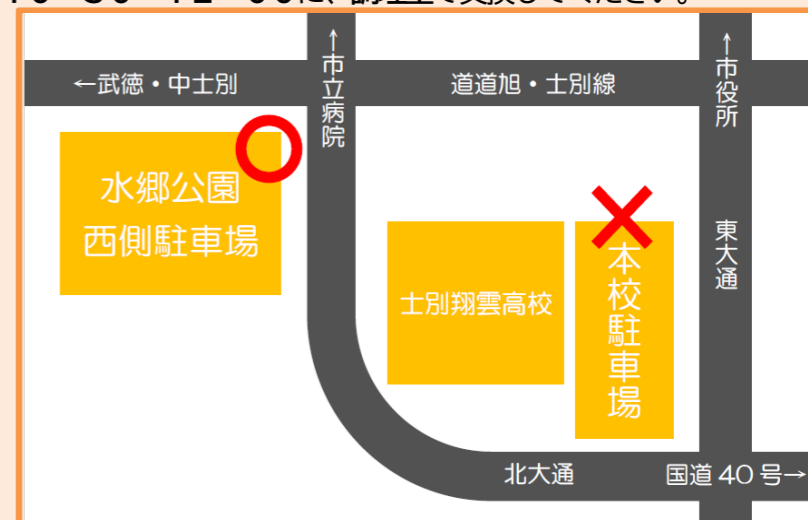 ↑市立病院
↑市役所
←武徳・中士別
道道旭・士別線
水郷公園
西側駐車場
東大通
士別翔雲高校
本校駐車場
北大通
国道40号→